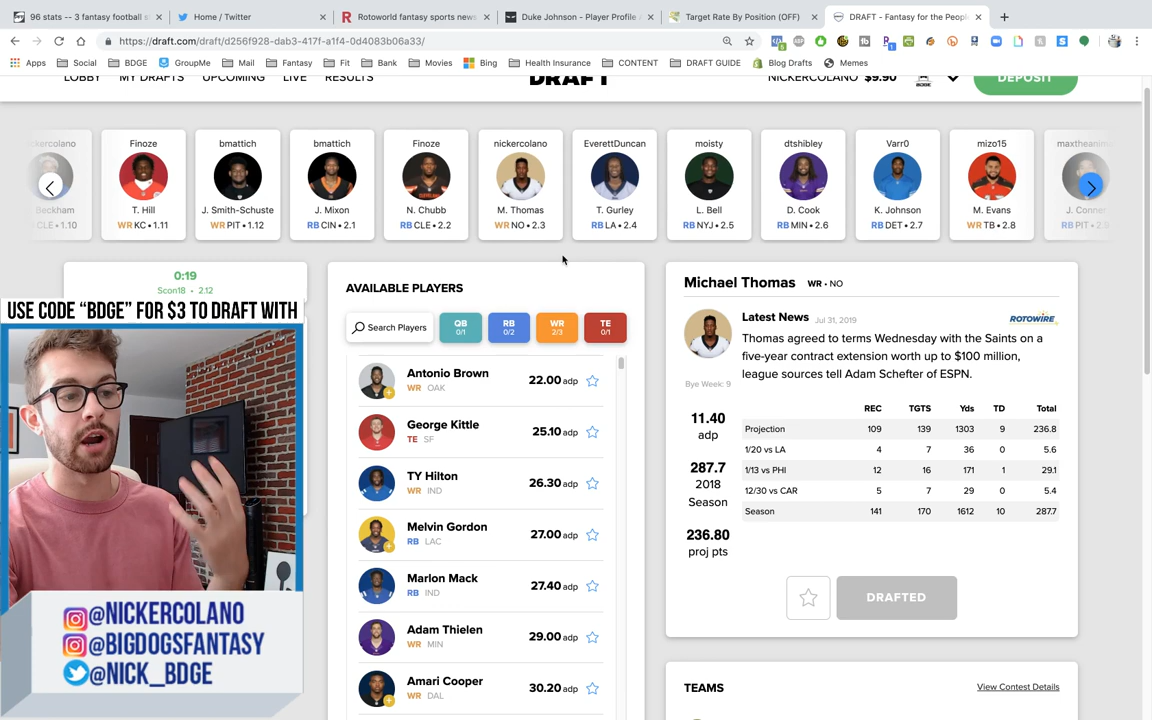 96 stats -- 3 fantasy football s
Home / Twitter
Rotoworld fantasy sports news
Duke Johnson - Player Profile
Target Rate By Position (OFF)
DRAFT - Fantasy for the People
https://draft.com/draft/d256f928-dab3-417f-a1f4-0d4083b06a33/
Apps
Social
BDGE
GroupMe
Mail
Fantasy
Fit
Bank
Movies
Bing
Health Insurance
CONTENT
DRAFT GUIDE
Blog Drafts
Memes
LOBBY
MY DRAFTS
UPCOMING
LIVE
RESULTS
DRAFT
NICKERCOLANO $9.90
BDGE
DEPOSIT
ckercolano
Beckham
CLE • 1.10
Finoze
T. Hill
WR KC • 1.11
bmattich
J. Smith-Schuste
WR PIT • 1.12
bmattich
J. Mixon
RB CIN • 2.1
Finoze
N. Chubb
RB CLE • 2.2
nickercolano
M. Thomas
WR NO • 2.3
EverettDuncan
T. Gurley
RB LA • 2.4
moisty
L. Bell
RB NYJ • 2.5
dtshibley
D. Cook
RB MIN • 2.6
Varr0
K. Johnson
RB DET • 2.7
mizo15
M. Evans
WR TB • 2.8
maxtheanim
J. Conner
RB PIT • 2.9
0:19
Scon18 • 2.12
USE CODE “BDGE” FOR $3 TO DRAFT WITH
@NICKERCOLANO
@BIGDOGSFANTASY
@NICK_BDGE
AVAILABLE PLAYERS
Search Players
QB
0/1
RB
0/2
WR
2/3
TE
0/1
Antonio Brown
WR OAK
22.00 adp
George Kittle
TE SF
25.10 adp
TY Hilton
WR IND
26.30 adp
Melvin Gordon
RB LAC
27.00 adp
Marlon Mack
RB IND
27.40 adp
Adam Thielen
WR MIN
29.00 adp
Amari Cooper
WR DAL
30.20 adp
Michael Thomas WR • NO
Latest News Jul 31, 2019
ROTOWIRE
Thomas agreed to terms Wednesday with the Saints on a
five-year contract extension worth up to $100 million,
league sources tell Adam Schefter of ESPN.
Bye Week: 9
11.40
adp
287.7
2018
Season
236.80
proj pts
REC TGTS Yds TD Total
Projection 109 139 1303 9 236.8
1/20 vs LA 4 7 36 0 5.6
1/13 vs PHI 12 16 171 1 29.1
12/30 vs CAR 5 7 29 0 5.4
Season 141 170 1612 10 287.7
DRAFTED
TEAMS
View Contest Details